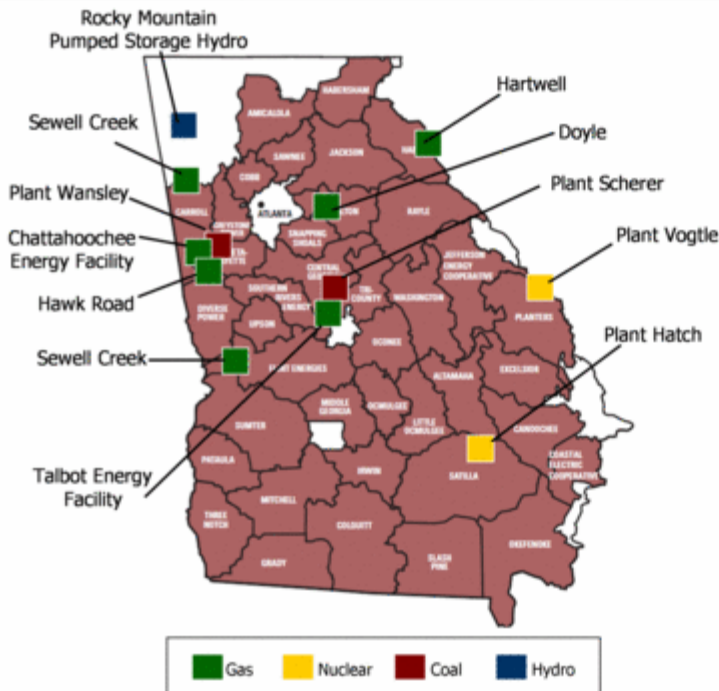 Rocky Mountain
Pumped Storage Hydro
Sewell Creek
Plant Wansley
Chattahoochee
Energy Facility
Hawk Road
Sewell Creek
Talbot Energy
Facility
Hartwell
Doyle
Plant Scherer
Plant Vogtle
Plant Hatch
HABERSHAM
AMICALOLA
SAWNEE
JACKSON
COBB
CARROLL
ATLANTA
RAYLE
SNAPPING
SHOALS
JEFFERSON
ENERGY
COOPERATIVE
CENTRAL
TRI-
COUNTY
WASHINGTON
SOUTHERN
RIVERS
ENERGY
DIVERSE
POWER
UPSON
PLANTERS
OCONEE
EXCELSIOR
ALTAMAHA
ENERGIES
MIDDLE
GEORGIA
OCMULGEE
LITTLE
OCMULGEE
CANOOCHEE
SUMTER
COASTAL
ELECTRIC
COOPERATIVE
PATAULA
IRWIN
SATILLA
MITCHELL
THREE
NOTCH
COLQUITT
GRADY
SLASH
PINE
OKEFENOKE
Gas
Nuclear
Coal
Hydro